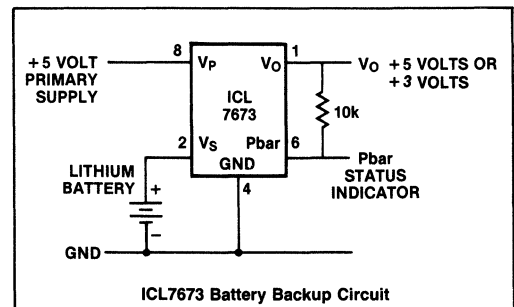 8
1
+5 VOLT
PRIMARY
SUPPLY
VP
VO
VO
+5 VOLTS OR
+3 VOLTS
ICL
7673
10k
2
VS
Pbar
6
GND
4
LITHIUM
BATTERY
+
−
Pbar
STATUS
INDICATOR
GND
ICL7673 Battery Backup Circuit